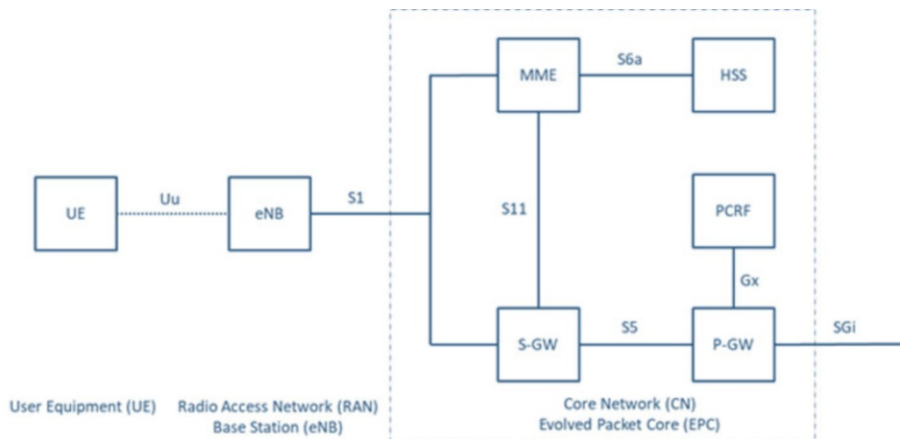 MME
S6a
HSS
UE
Uu
eNB
S1
S11
PCRF
Gx
S-GW
S5
P-GW
SGi
User Equipment (UE)
Radio Access Network (RAN)
Base Station (eNB)
Core Network (CN)
Evolved Packet Core (EPC)